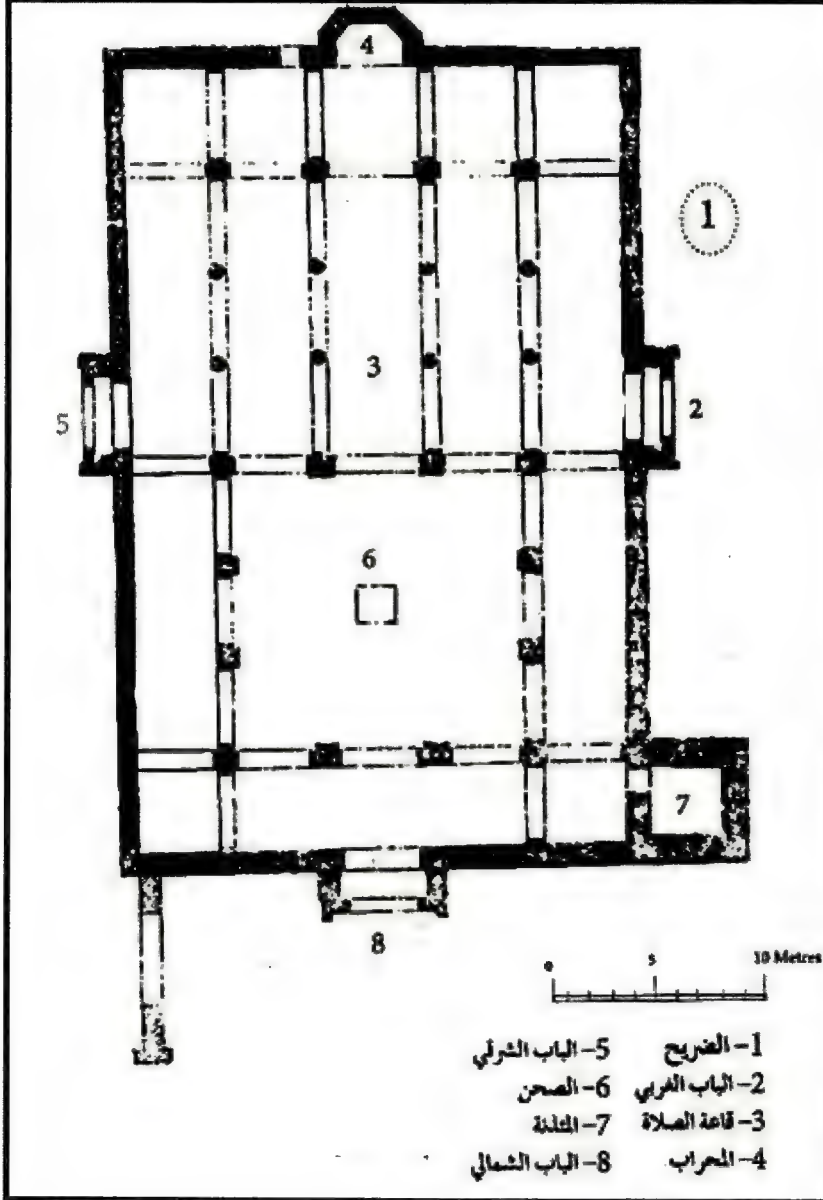 4
1
3
5
2
6
7
8
0 5 10 Metres
1- الضريح 5- الباب الشرقي
2- الباب الغربي 6- الصحن
3- قاعة الصلاة 7- المئذنة
4- المحراب 8- الباب الشمالي